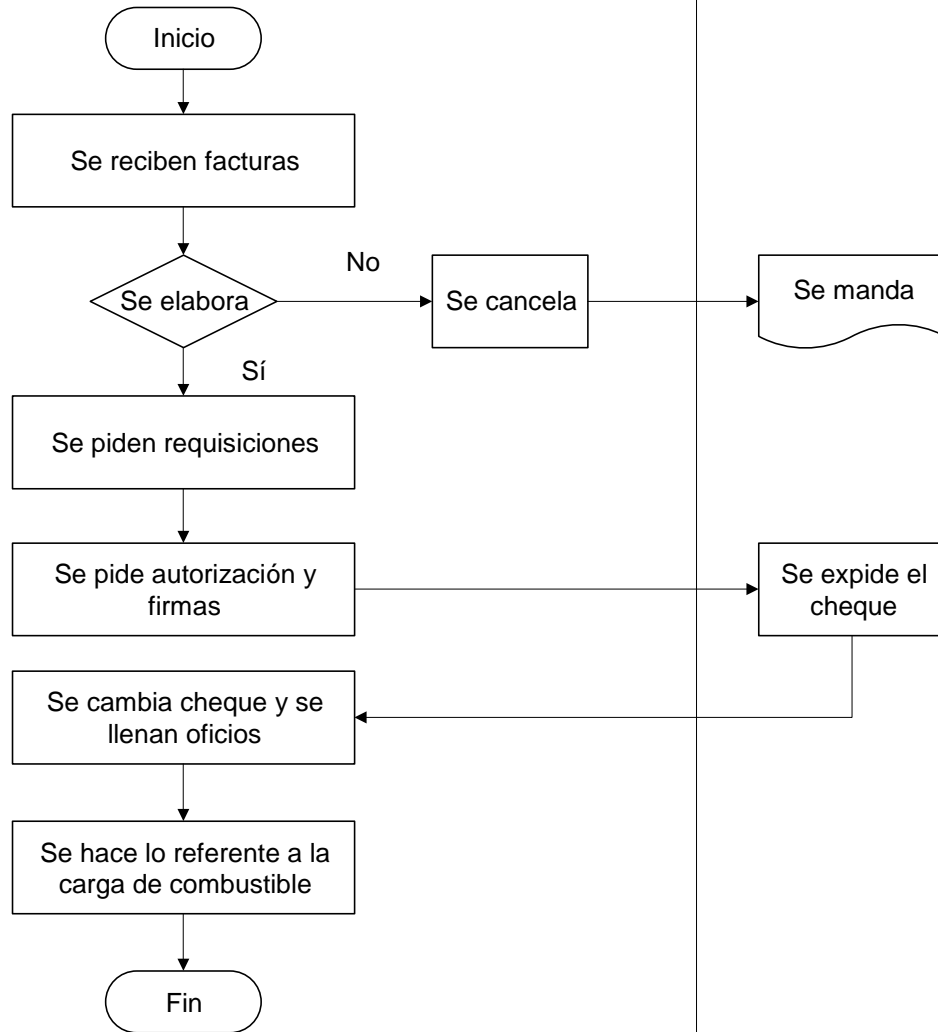 Inicio
Se reciben facturas
No
Se elabora
Se cancela
Se manda
Sí
Se piden requisiciones
Se pide autorización y
firmas
Se expide el
cheque
Se cambia cheque y se
llenan oficios
Se hace lo referente a la
carga de combustible
Fin